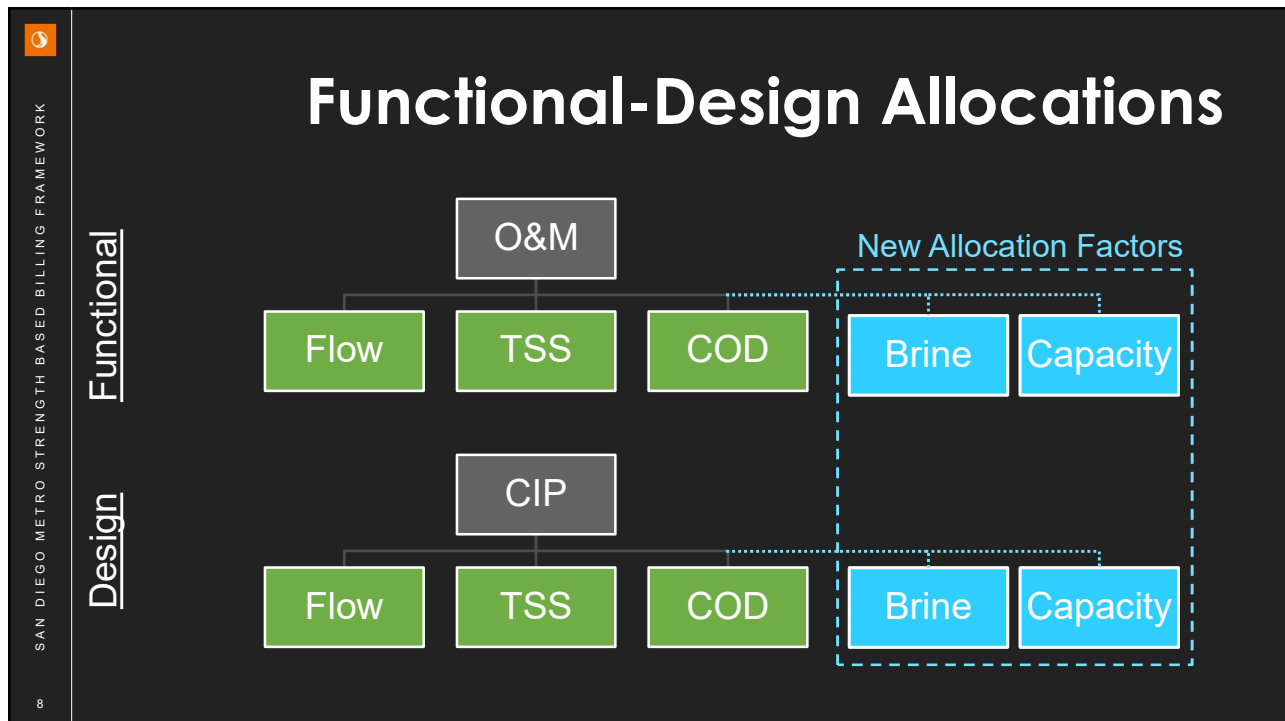 Functional-Design Allocations
SAN DIEGO METRO STRENGTH BASED BILLING FRAMEWORK
Functional
O&M
New Allocation Factors
Flow
TSS
COD
Brine
Capacity
Design
CIP
Flow
TSS
COD
Brine
Capacity
8